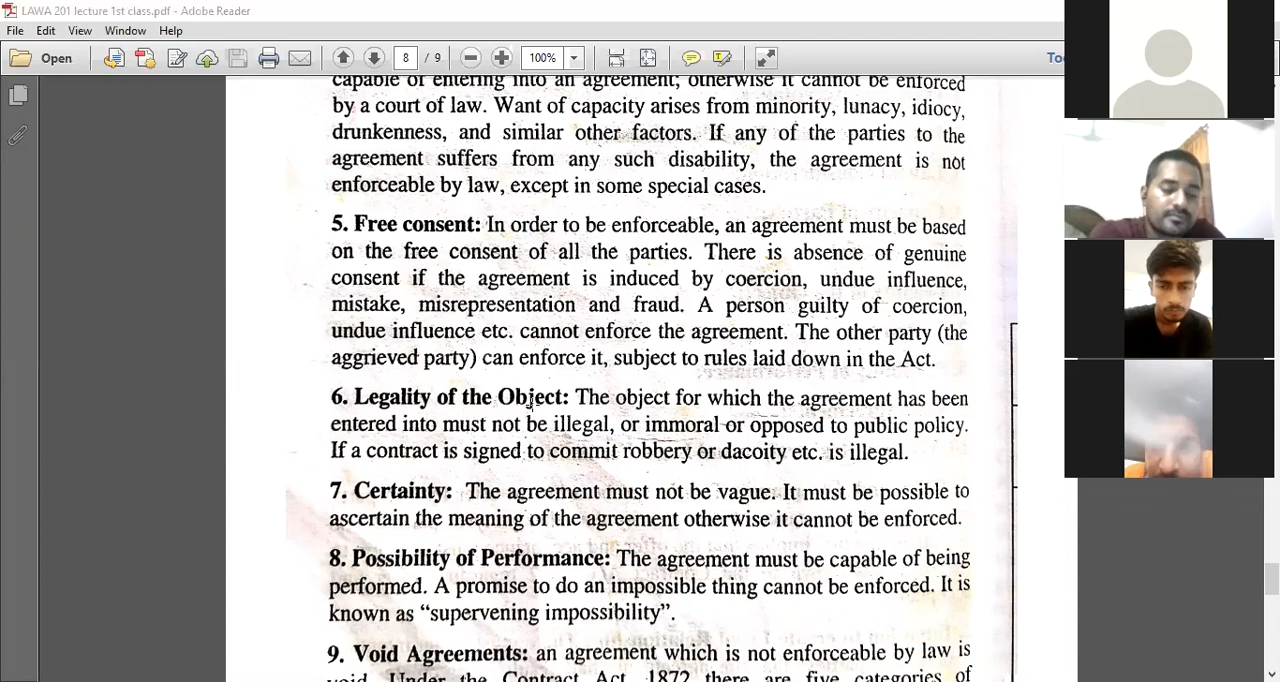 LAWA 201 lecture 1st class.pdf - Adobe Reader
File Edit View Window Help
Open 8 / 9 100%
capable of entering into an agreement; otherwise it cannot be enforced
by a court of law. Want of capacity arises from minority, lunacy, idiocy,
drunkenness, and similar other factors. If any of the parties to the
agreement suffers from any such disability, the agreement is not
enforceable by law, except in some special cases.
5. Free consent: In order to be enforceable, an agreement must be based
on the free consent of all the parties. There is absence of genuine
consent if the agreement is induced by coercion, undue influence,
mistake, misrepresentation and fraud. A person guilty of coercion,
undue influence etc. cannot enforce the agreement. The other party (the
aggrieved party) can enforce it, subject to rules laid down in the Act.
6. Legality of the Object: The object for which the agreement has been
entered into must not be illegal, or immoral or opposed to public policy.
If a contract is signed to commit robbery or dacoity etc. is illegal.
7. Certainty: The agreement must not be vague. It must be possible to
ascertain the meaning of the agreement otherwise it cannot be enforced.
8. Possibility of Performance: The agreement must be capable of being
performed. A promise to do an impossible thing cannot be enforced. It is
known as “supervening impossibility”.
9. Void Agreements: an agreement which is not enforceable by law is
void. Under the Contract Act, 1872 there are five categories of